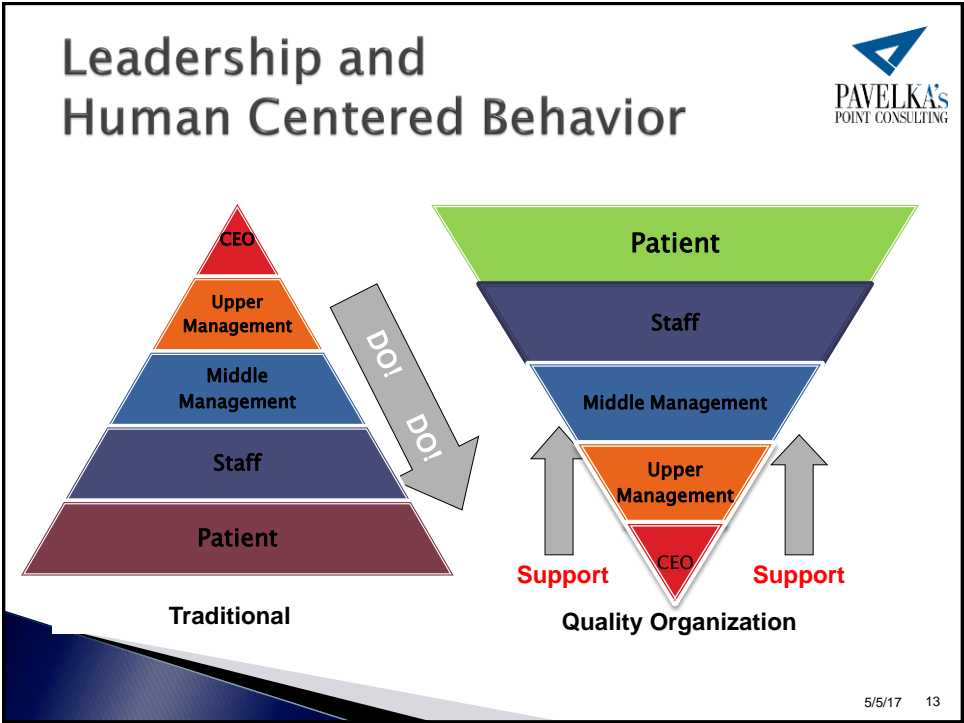 Leadership and
Human Centered Behavior
PAVELKA's
POINT CONSULTING
CEO
Upper
Management
Middle
Management
Staff
Patient
DO! DO!
Traditional
Patient
Staff
Middle Management
Upper
Management
CEO
Support
Support
Quality Organization
5/5/17 13